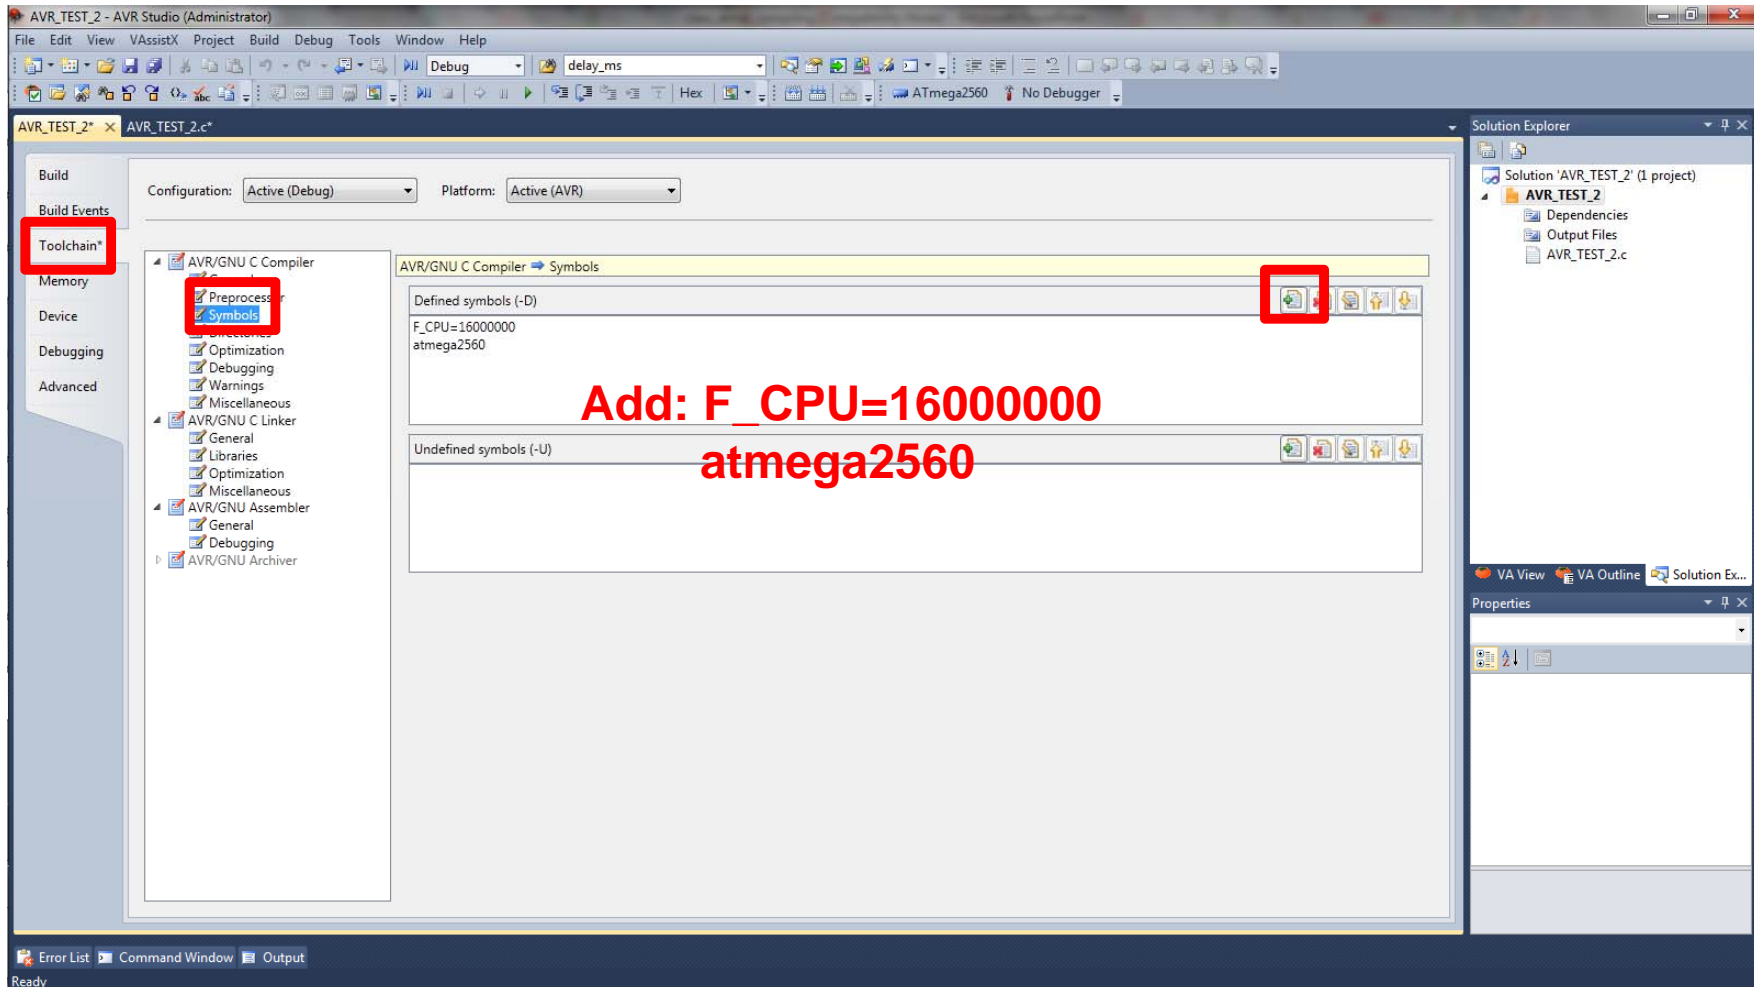 AVR_TEST_2 - AVR Studio (Administrator)
File Edit View VAssistX Project Build Debug Tools Window Help
Debug delay_ms
Hex ATmega2560 No Debugger
AVR_TEST_2* AVR_TEST_2.c*
Build
Build Events
Toolchain*
Memory
Device
Debugging
Advanced
Configuration: Active (Debug) Platform: Active (AVR)
AVR/GNU C Compiler
Preprocessor
Symbols
Directories
Optimization
Debugging
Warnings
Miscellaneous
AVR/GNU C Linker
General
Libraries
Optimization
Miscellaneous
AVR/GNU Assembler
General
Debugging
AVR/GNU Archiver
AVR/GNU C Compiler Symbols
Defined symbols (-D)
F_CPU=16000000
atmega2560
Add: F_CPU=16000000
atmega2560
Undefined symbols (-U)
Solution Explorer
Solution 'AVR_TEST_2' (1 project)
AVR_TEST_2
Dependencies
Output Files
AVR_TEST_2.c
VA View VA Outline Solution Ex...
Properties
Error List Command Window Output
Ready